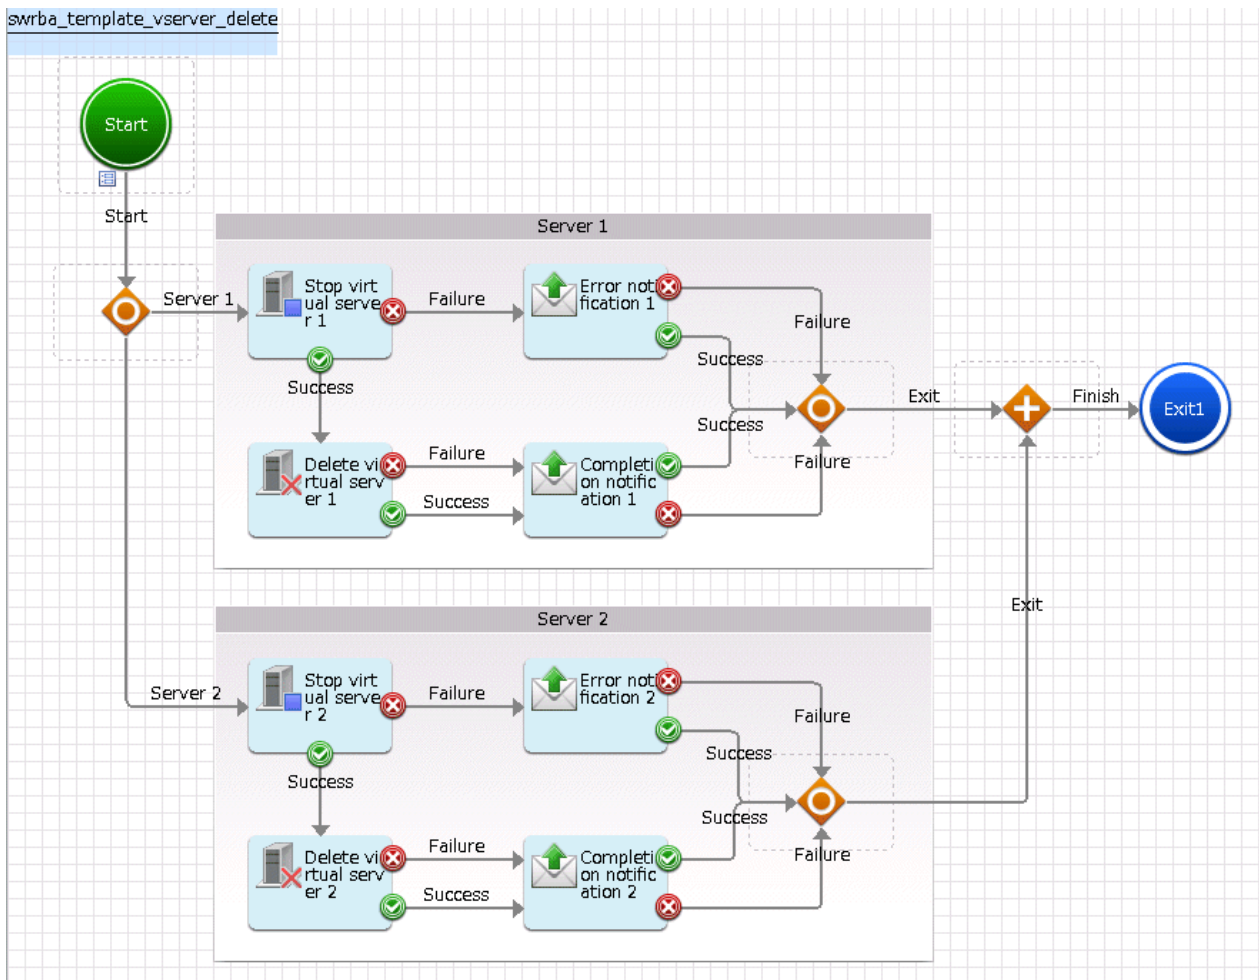 swrba_template_vserver_delete
Start
Start
Server 1
Server 1
Stop virt
ual serve
r 1
Failure
Error noti
fication 1
Failure
Success
Success
Exit
Finish
Exit1
Success
Delete vi
rtual serv
er 1
Failure
Success
Completi
on notific
ation 1
Failure
Exit
Server 2
Server 2
Stop virt
ual serve
r 2
Failure
Error noti
fication 2
Failure
Success
Success
Success
Delete vi
rtual serv
er 2
Failure
Success
Completi
on notific
ation 2
Failure